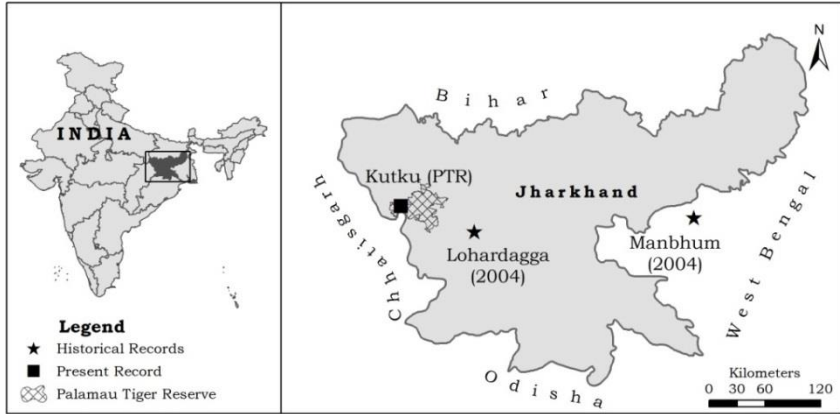 INDIA
Legend
Historical Records
Present Record
Palamau Tiger Reserve
N
Bihar
Kutku (PTR)
Jharkhand
Chhatisgarh
Lohardagga
(2004)
Manbhum
(2004)
West Bengal
Odisha
Kilometers
0 30 60 120